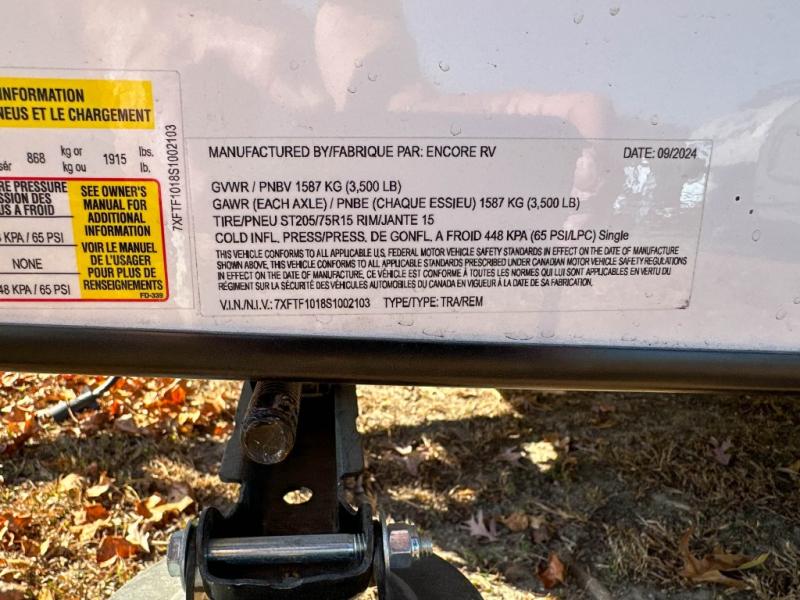 INFORMATION
NEUS ET LE CHARGEMENT
868 kg or 1915 lbs.
kg ou lb.
RE PRESSURE
SSION DES
US A FROID
KPA / 65 PSI
NONE
48 KPA / 65 PSI
SEE OWNER'S
MANUAL FOR
ADDITIONAL
INFORMATION
VOIR LE MANUEL
DE L'USAGER
POUR PLUS DE
RENSEIGNEMENTS
FD-339
7XFTF1018S1002103
MANUFACTURED BY/FABRIQUE PAR: ENCORE RV DATE: 09/2024
GVWR / PNBV 1587 KG (3,500 LB)
GAWR (EACH AXLE) / PNBE (CHAQUE ESSIEU) 1587 KG (3,500 LB)
TIRE/PNEU ST205/75R15 RIM/JANTE 15
COLD INFL. PRESS/PRESS. DE GONFL. A FROID 448 KPA (65 PSI/LPC) Single
THIS VEHICLE CONFORMS TO ALL APPLICABLE U.S. FEDERAL MOTOR VEHICLE SAFETY STANDARDS IN EFFECT ON THE DATE OF MANUFACTURE
SHOWN ABOVE. THIS VEHICLE CONFORMS TO ALL APPLICABLE STANDARDS PRESCRIBED UNDER CANADIAN MOTOR VEHICLE SAFETY REGULATIONS
IN EFFECT ON THE DATE OF MANUFACTURE. CE VÉHICULE EST CONFORME À TOUTES LES NORMES QUI LUI SONT APPLICABLES EN VERTU DU
RÉGIMENT SUR LA SÉCURITÉ DES VÉHICULES AUTOMOBILES DU CANADA EN VIGUEUR À LA DATE DE SA FABRICATION.
V.I.N./N.I.V.: 7XFTF1018S1002103 TYPE/TYPE: TRA/REM